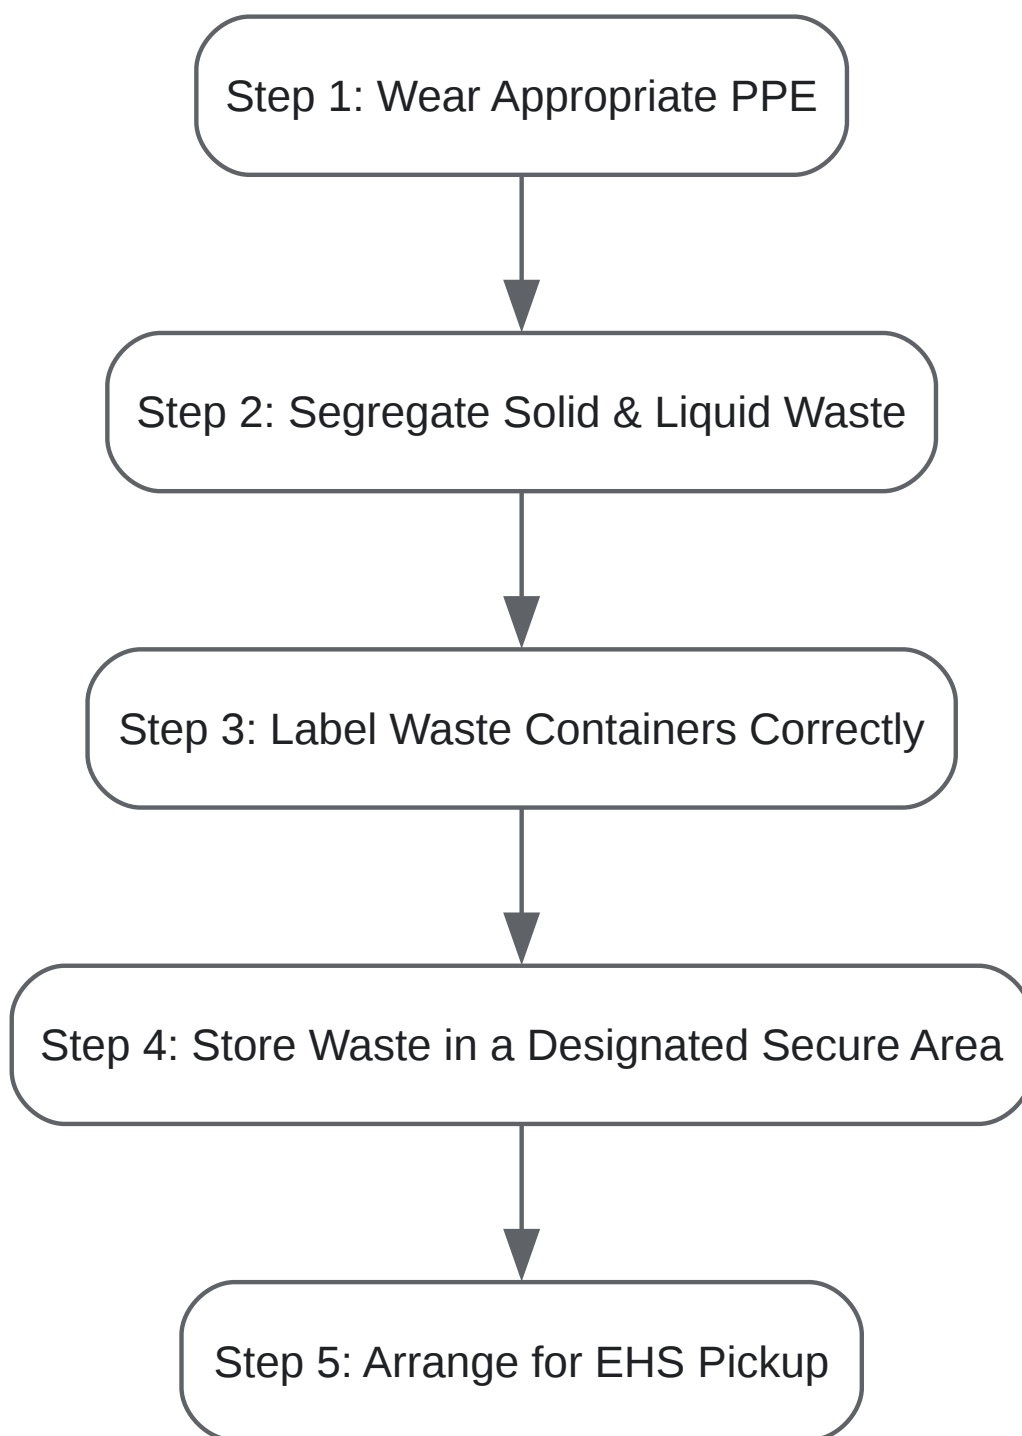 Step 1: Wear Appropriate PPE
Step 2: Segregate Solid & Liquid Waste
Step 3: Label Waste Containers Correctly
Step 4: Store Waste in a Designated Secure Area
Step 5: Arrange for EHS Pickup